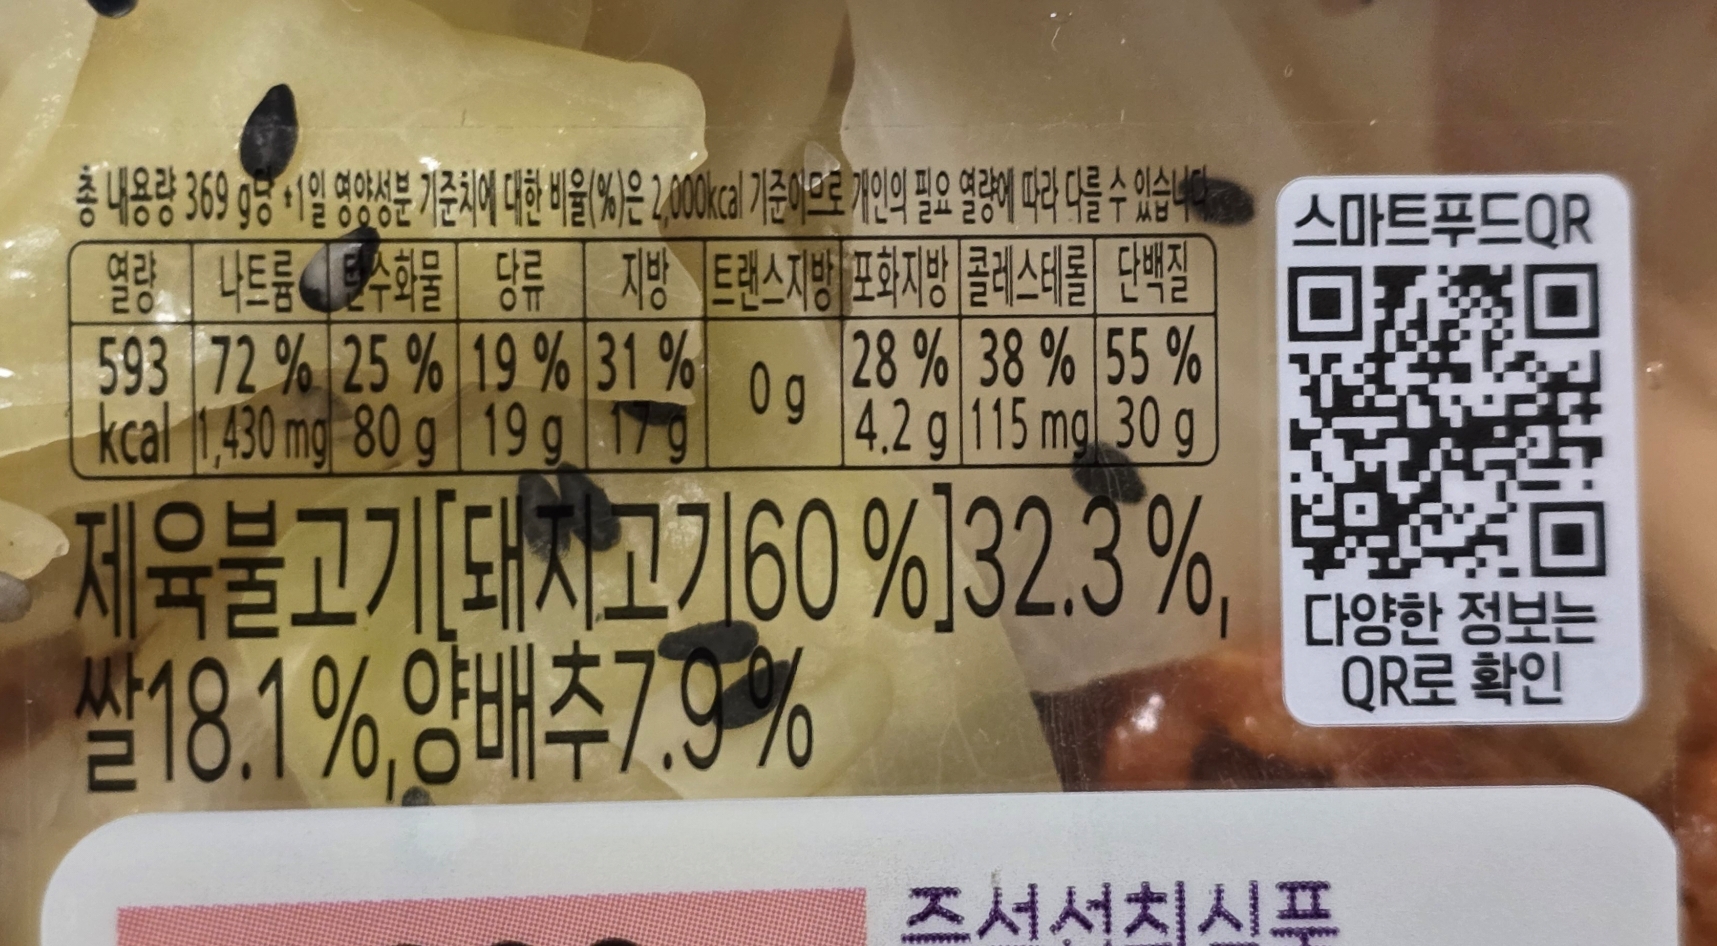 총 내용량 369 g당 *1일 영양성분 기준치에 대한 비율(%)은 2,000kcal 기준이므로 개인의 필요 열량에 따라 다를 수 있습니다
열량 나트륨 탄수화물 당류 지방 트랜스지방 포화지방 콜레스테롤 단백질
593 72 % 25 % 19 % 31 % 0 g 28 % 38 % 55 %
kcal 1,430 mg 80 g 19 g 17 g 4.2 g 115 mg 30 g
제육불고기[돼지고기60 %]32.3 %,
쌀18.1 %,양배추7.9 %
스마트푸드QR
다양한 정보는
QR로 확인